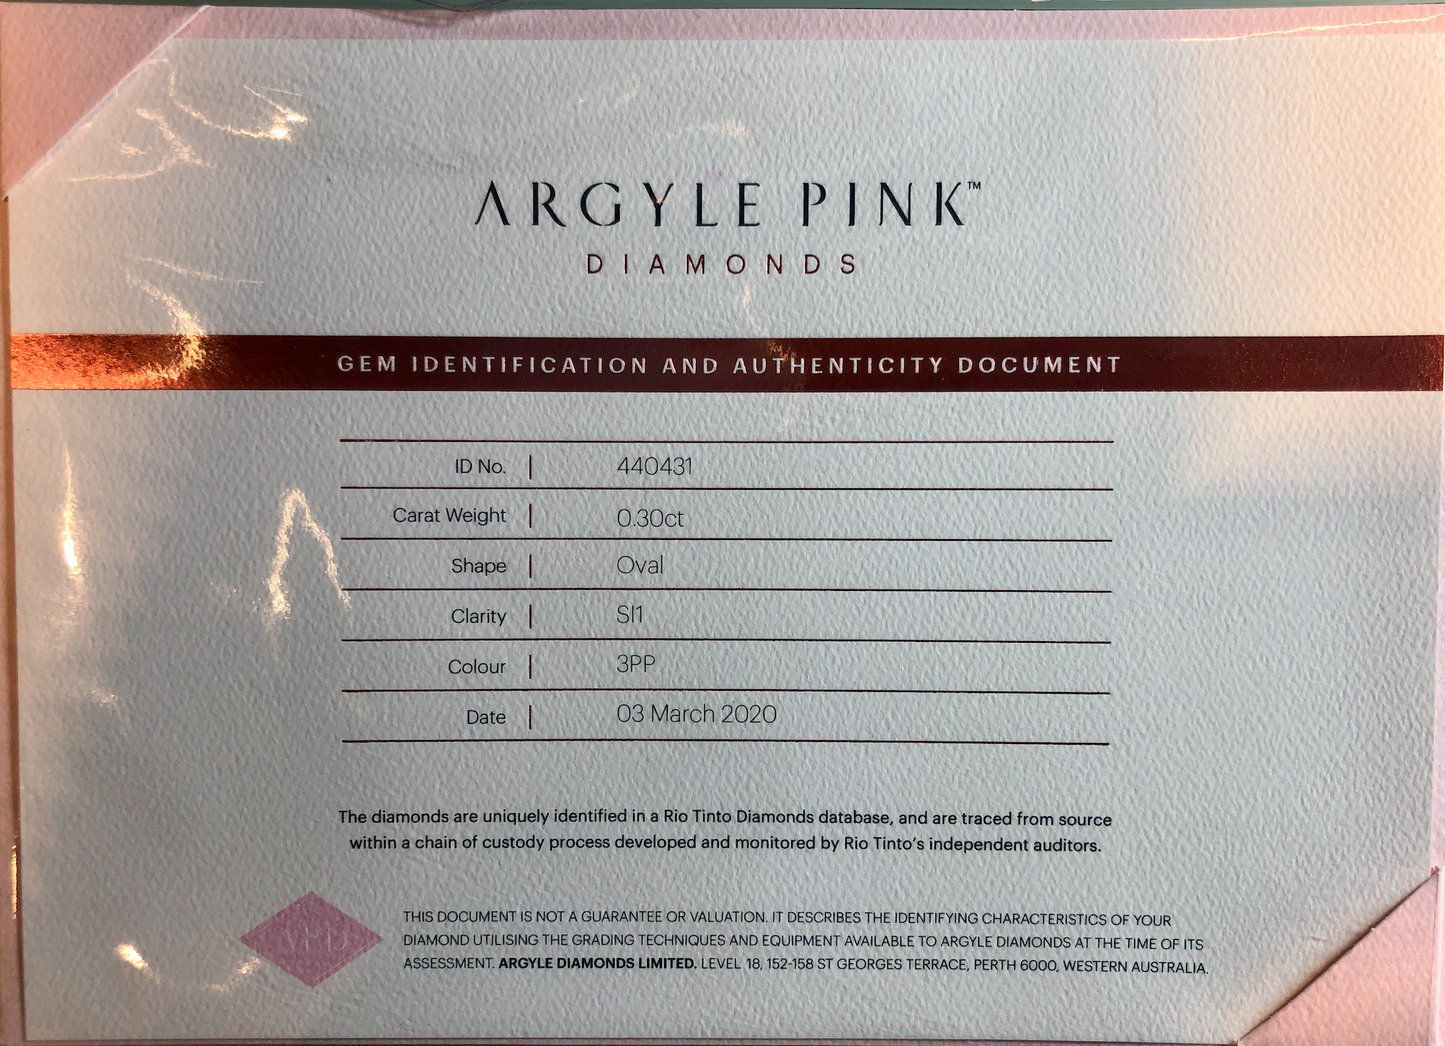 ARGYLE PINK™
DIAMONDS
GEM IDENTIFICATION AND AUTHENTICITY DOCUMENT
ID No. | 440431
Carat Weight | 0.30ct
Shape | Oval
Clarity | SI1
Colour | 3PP
Date | 03 March 2020
The diamonds are uniquely identified in a Rio Tinto Diamonds database, and are traced from source
within a chain of custody process developed and monitored by Rio Tinto's independent auditors.
THIS DOCUMENT IS NOT A GUARANTEE OR VALUATION. IT DESCRIBES THE IDENTIFYING CHARACTERISTICS OF YOUR
DIAMOND UTILISING THE GRADING TECHNIQUES AND EQUIPMENT AVAILABLE TO ARGYLE DIAMONDS AT THE TIME OF ITS
ASSESSMENT. ARGYLE DIAMONDS LIMITED. LEVEL 18, 152-158 ST GEORGES TERRACE, PERTH 6000, WESTERN AUSTRALIA.